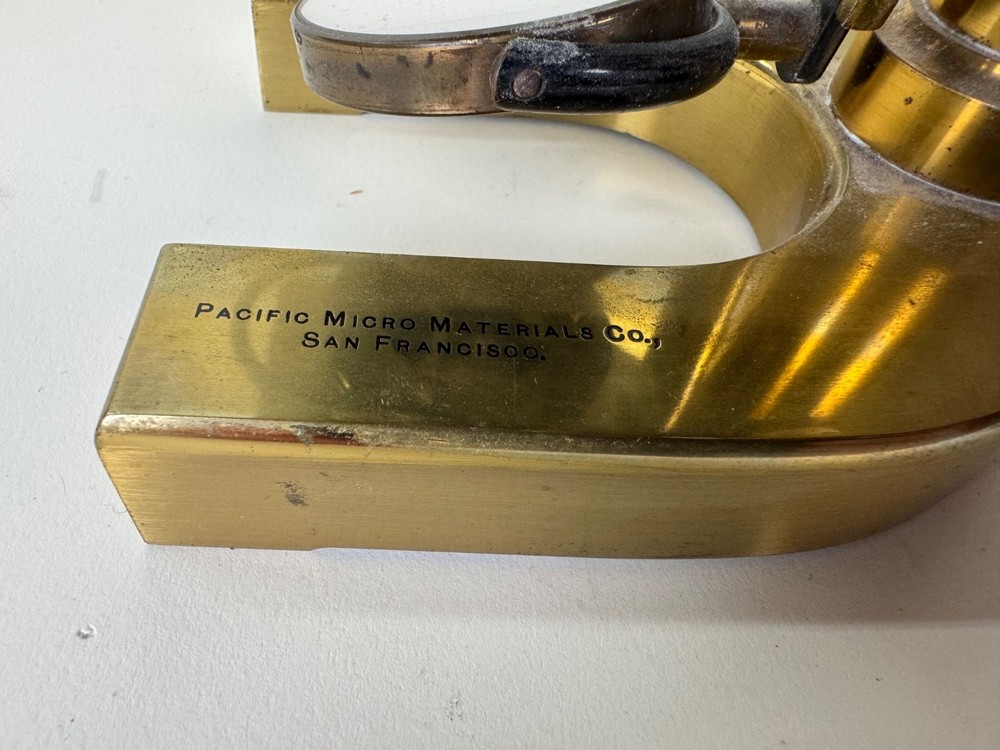 Pacific Micro Materials Co.,
San Francisco.